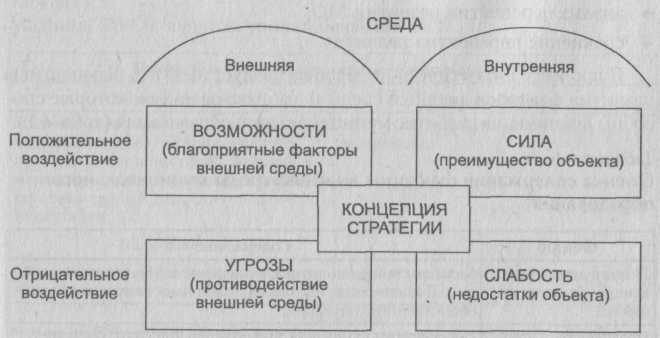 СРЕДА
Внешняя
Внутренняя
Положительное
воздействие
ВОЗМОЖНОСТИ
(благоприятные факторы
внешней среды)
СИЛА
(преимущество объекта)
КОНЦЕПЦИЯ
СТРАТЕГИИ
Отрицательное
воздействие
УГРОЗЫ
(противодействие
внешней среды)
СЛАБОСТЬ
(недостатки объекта)